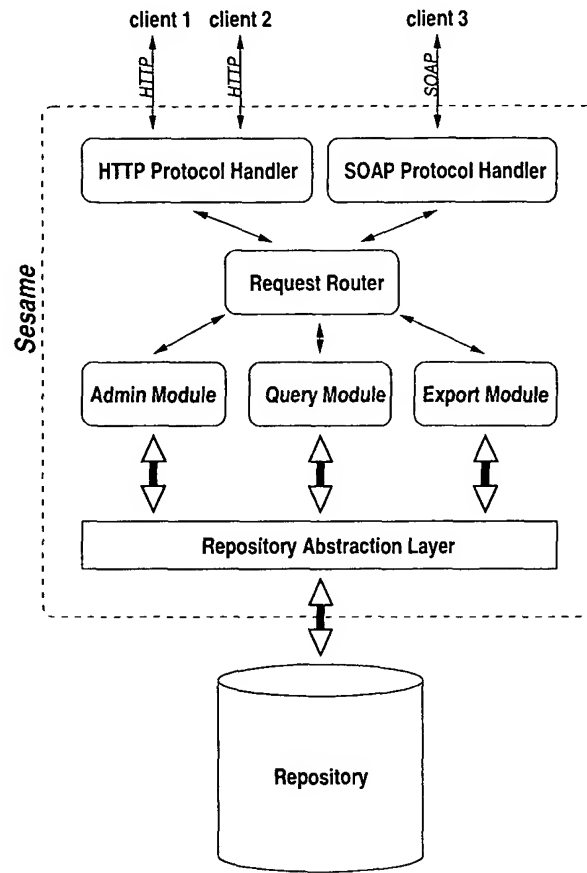 client 1
client 2
client 3
HTTP
HTTP
SOAP
HTTP Protocol Handler
SOAP Protocol Handler
Sesame
Request Router
Admin Module
Query Module
Export Module
Repository Abstraction Layer
Repository